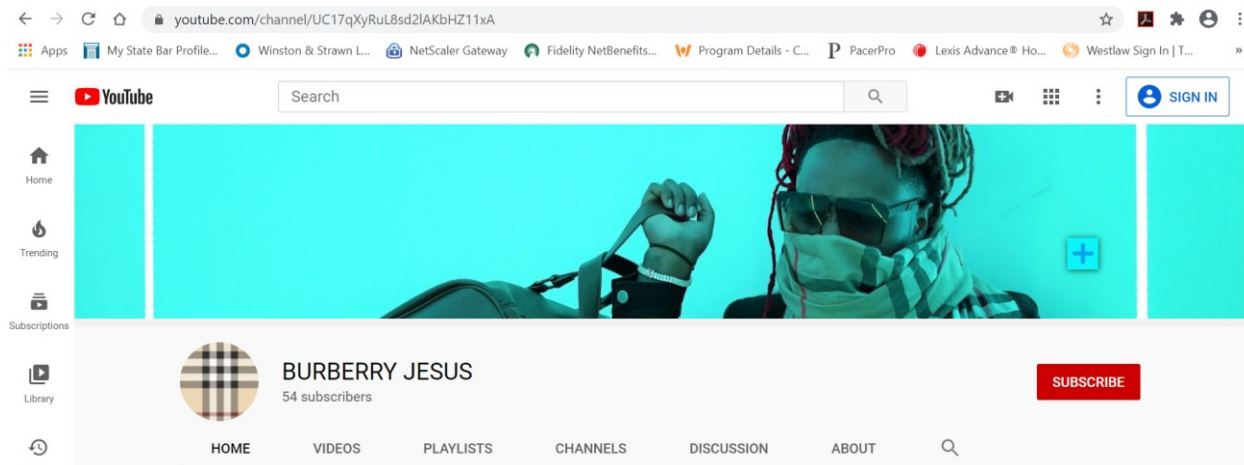 youtube.com/channel/UC17qXyRuL8sd2lAKbHZ11xA
Apps My State Bar Profile... Winston & Strawn L... NetScaler Gateway Fidelity NetBenefits... Program Details - C... PacerPro Lexis Advance® Ho... Westlaw Sign In | T... »
YouTube Search SIGN IN
Home
Trending
Subscriptions
Library
BURBERRY JESUS
54 subscribers
SUBSCRIBE
HOME VIDEOS PLAYLISTS CHANNELS DISCUSSION ABOUT